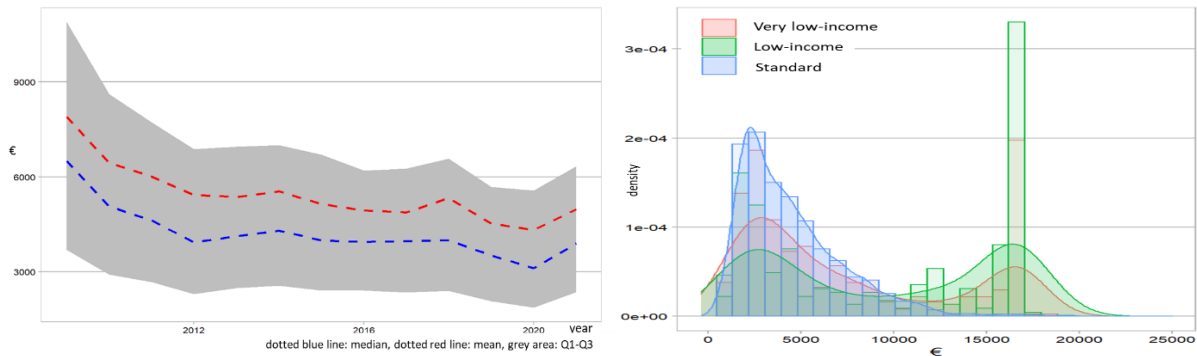 9000
€
6000
3000
2012
2016
2020
year
dotted blue line: median, dotted red line: mean, grey area: Q1-Q3
Very low-income
Low-income
Standard
3e-04
2e-04
density
1e-04
0e+00
0
5000
10000
15000
20000
25000
€